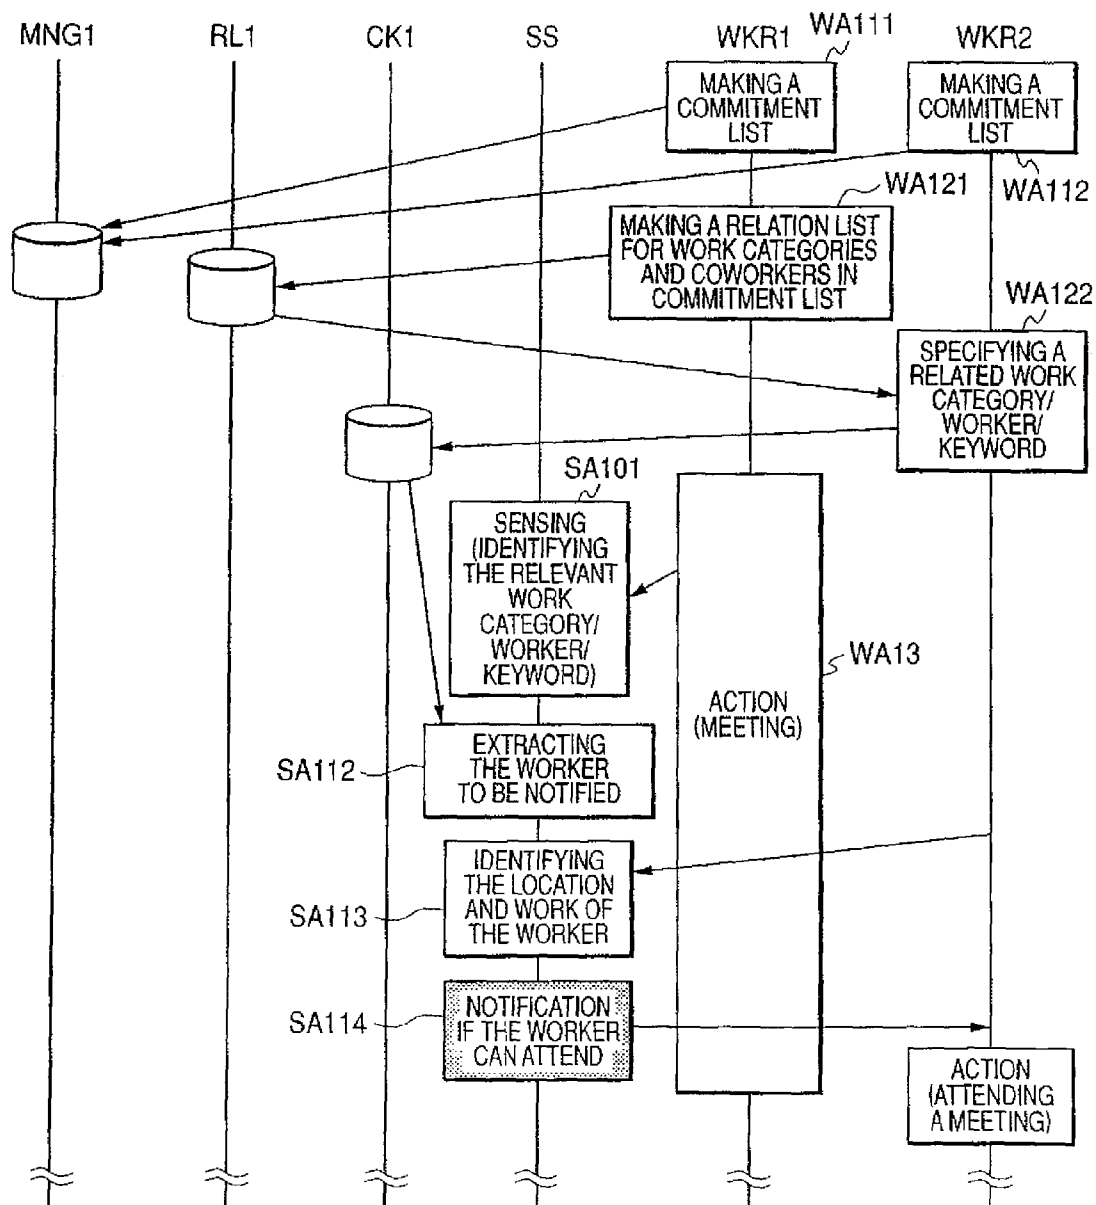 MNG1
RL1
CK1
SS
WKR1
WA111
WKR2
MAKING A
COMMITMENT
LIST
MAKING A
COMMITMENT
LIST
WA121
WA112
MAKING A RELATION LIST
FOR WORK CATEGORIES
AND COWORKERS IN
COMMITMENT LIST
WA122
SPECIFYING A
RELATED WORK
CATEGORY/
WORKER/
KEYWORD
SA101
SENSING
(IDENTIFYING
THE RELEVANT
WORK
CATEGORY/
WORKER/
KEYWORD)
WA13
ACTION
(MEETING)
SA112
EXTRACTING
THE WORKER
TO BE NOTIFIED
SA113
IDENTIFYING
THE LOCATION
AND WORK OF
THE WORKER
SA114
NOTIFICATION
IF THE WORKER
CAN ATTEND
ACTION
(ATTENDING
A MEETING)